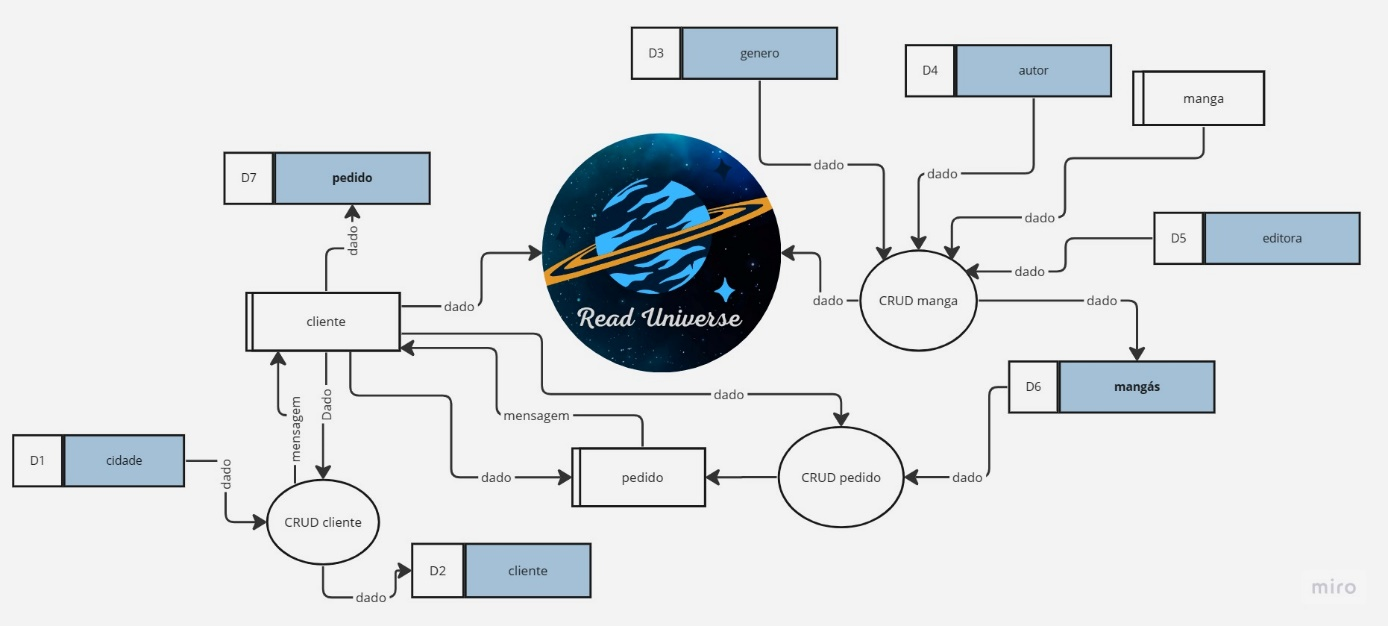 D3
genero
D4
autor
manga
dado
dado
D7
pedido
dado
dado
D5
editora
dado
dado
cliente
dado
Read Universe
dado
CRUD manga
dado
D6
mangás
mensagem
Dado
dado
mensagem
D1
cidade
dado
dado
pedido
CRUD pedido
dado
CRUD cliente
D2
cliente
dado
miro